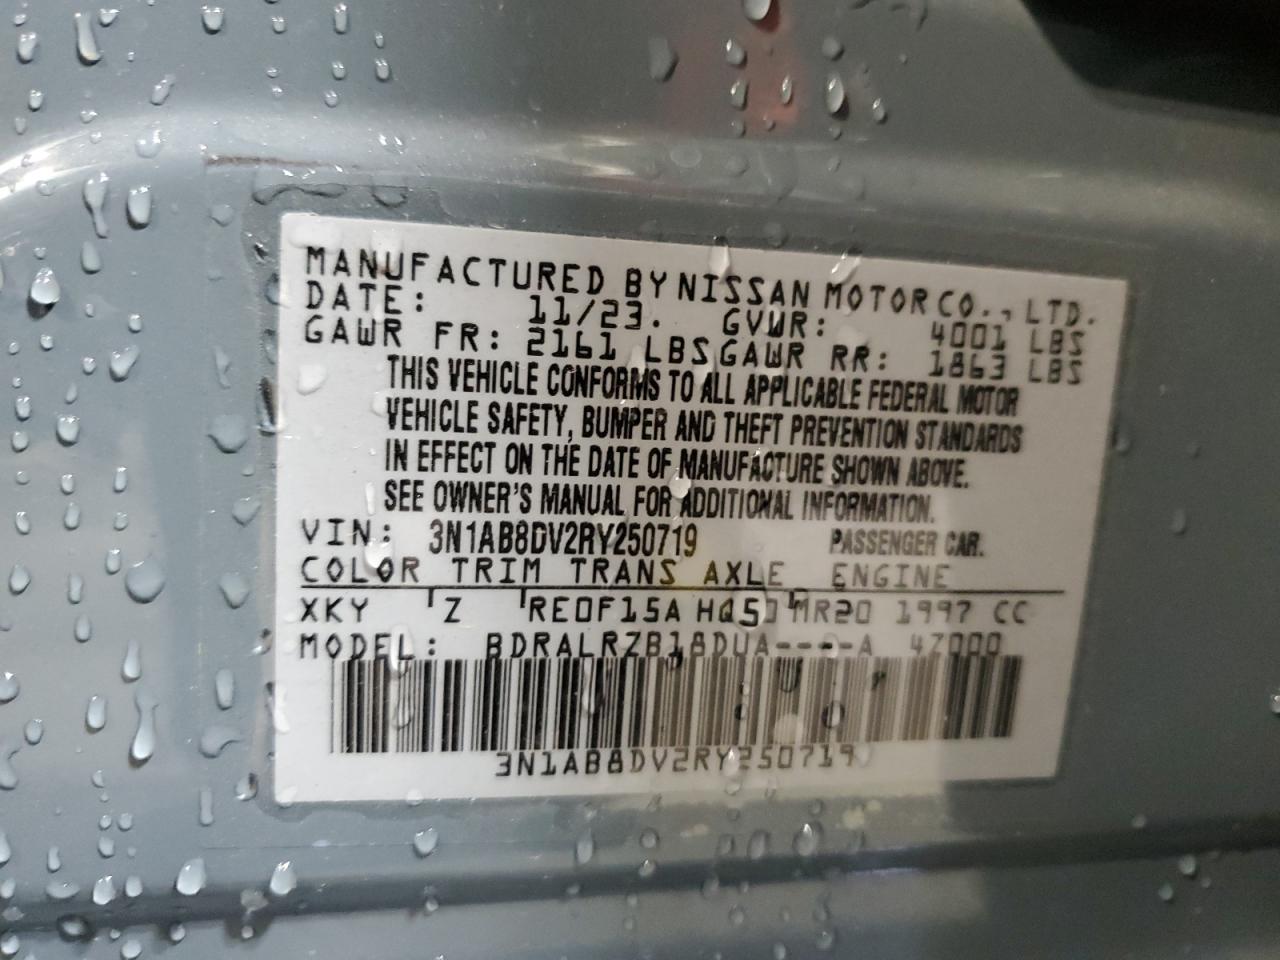 MANUFACTURED BY NISSAN MOTOR CO., LTD.
DATE: 11/23. GVWR: 4001 LBS
GAWR FR: 2161 LBS GAWR RR: 1863 LBS
THIS VEHICLE CONFORMS TO ALL APPLICABLE FEDERAL MOTOR
VEHICLE SAFETY, BUMPER AND THEFT PREVENTION STANDARDS
IN EFFECT ON THE DATE OF MANUFACTURE SHOWN ABOVE.
SEE OWNER'S MANUAL FOR ADDITIONAL INFORMATION.
VIN: 3N1AB8DV2RY250719 PASSENGER CAR.
COLOR TRIM TRANS AXLE ENGINE
XKY Z RE0F15A MR20 1997 CC
MODEL: BDRALRZB18DUA----A 4Z000
3N1AB8DV2RY250719